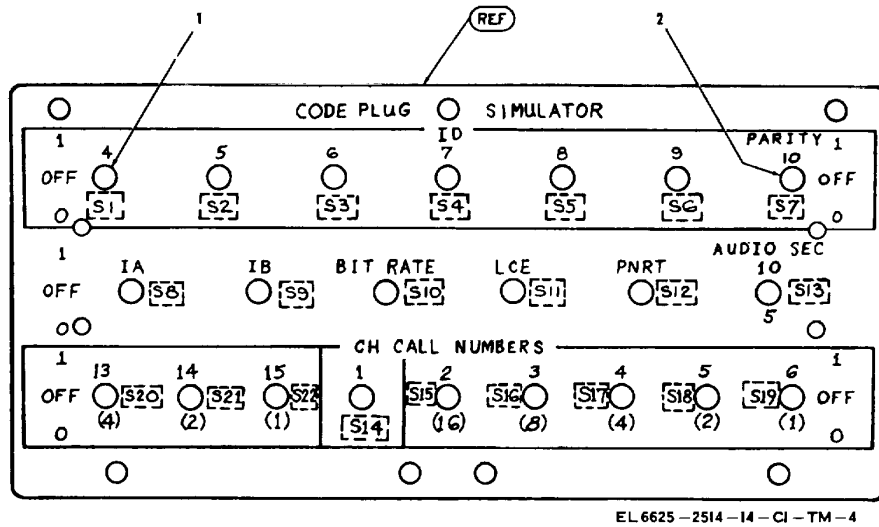 1 REF 2
CODE PLUG SIMULATOR
ID PARITY
1 4 5 6 7 8 9 10 1
OFF OFF
S1 S2 S3 S4 S5 S6 S7
0 0
1 IA IB BIT RATE LCE PNRT AUDIO SEC
10
OFF S8 S9 S10 S11 S12 S13
0 5
CH CALL NUMBERS
1 1
13 14 15 1 2 3 4 5 6
OFF S20 S21 S22 S15 S16 S17 S18 S19 OFF
(4) (2) (1) S14 (16) (8) (4) (2) (1)
0 0
EL6625-2514-14-CI-TM-4